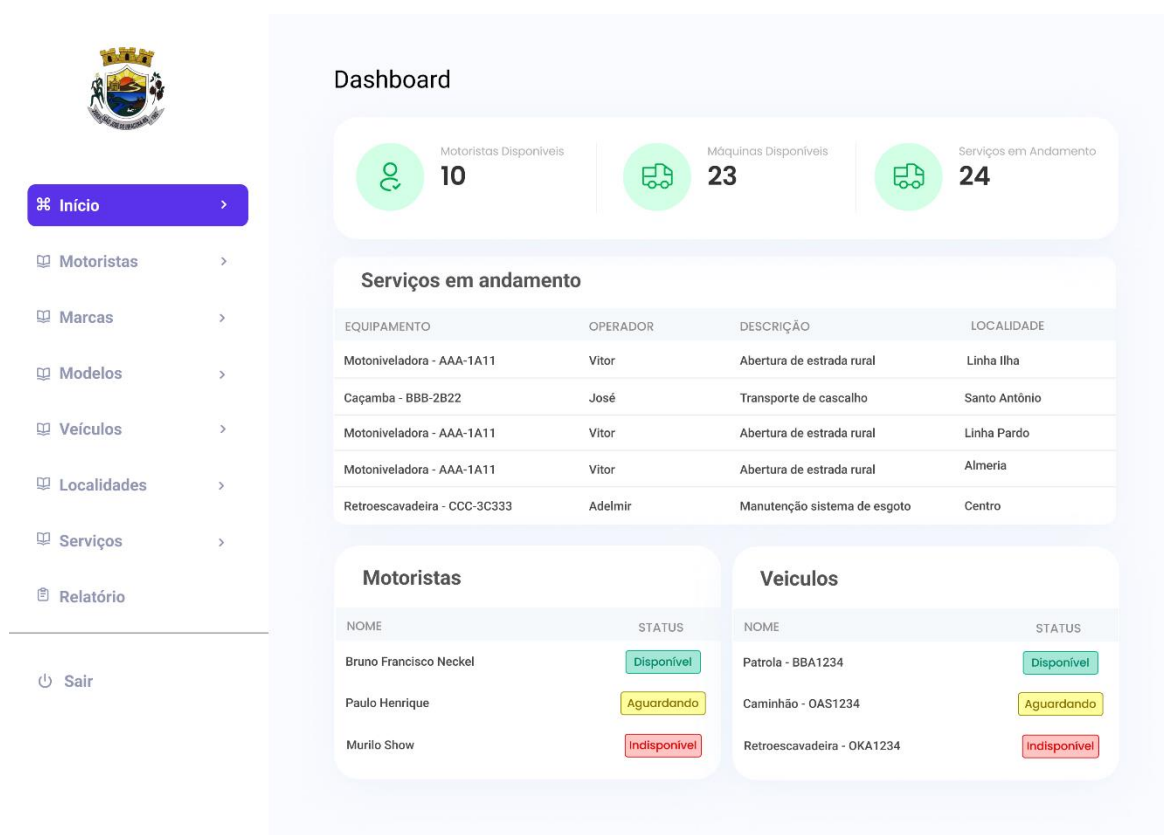 Dashboard
Motoristas Disponiveis
10
Máquinas Disponíveis
23
Serviços em Andamento
24
Início
Motoristas
Marcas
Modelos
Veículos
Localidades
Serviços
Relatório
Sair
Serviços em andamento
EQUIPAMENTO OPERADOR DESCRIÇÃO LOCALIDADE
Motoniveladora - AAA-1A11 Vitor Abertura de estrada rural Linha Ilha
Caçamba - BBB-2B22 José Transporte de cascalho Santo Antônio
Motoniveladora - AAA-1A11 Vitor Abertura de estrada rural Linha Pardo
Motoniveladora - AAA-1A11 Vitor Abertura de estrada rural Almeria
Retroescavadeira - CCC-3C333 Adelmir Manutenção sistema de esgoto Centro
Motoristas
NOME STATUS
Bruno Francisco Neckel Disponível
Paulo Henrique Aguardando
Murilo Show Indisponível
Veiculos
NOME STATUS
Patrola - BBA1234 Disponível
Caminhão - OAS1234 Aguardando
Retroescavadeira - OKA1234 Indisponível